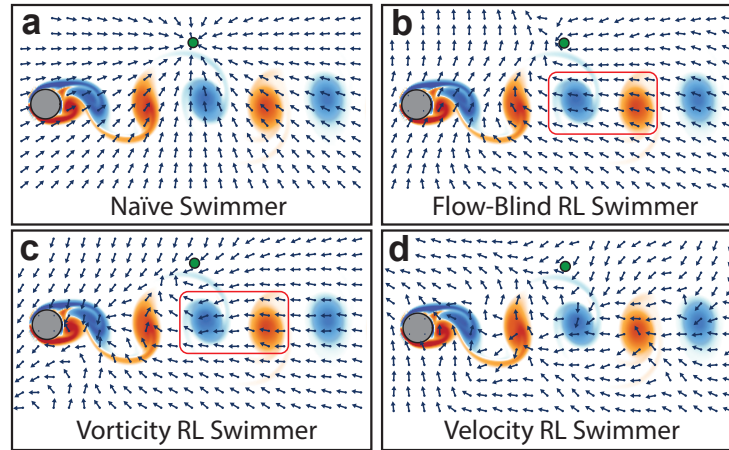 a
Naïve Swimmer
b
Flow-Blind RL Swimmer
c
Vorticity RL Swimmer
d
Velocity RL Swimmer